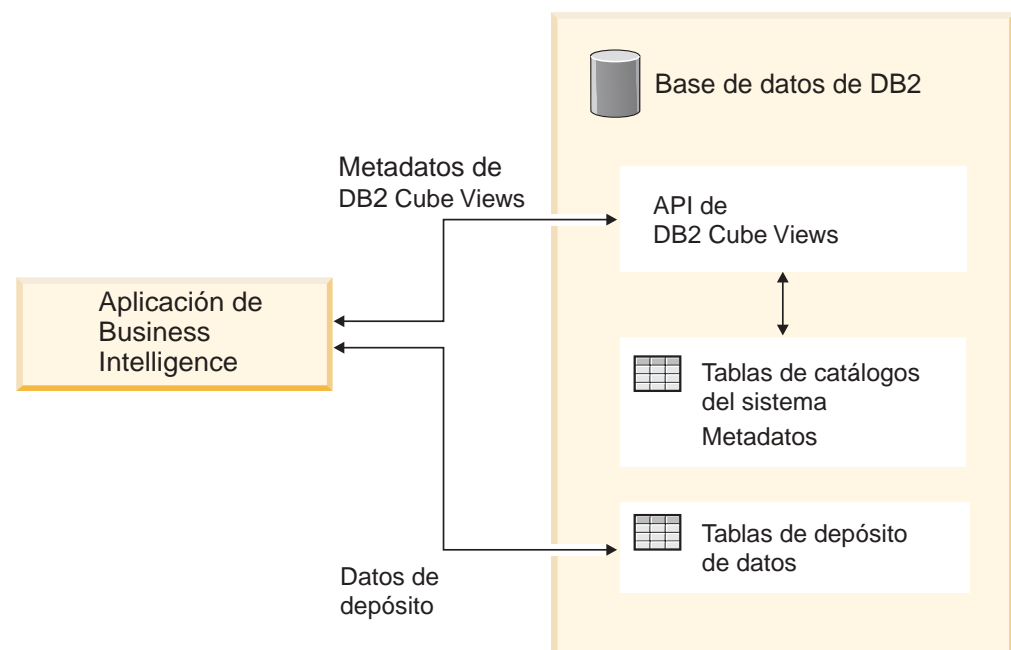 Base de datos de DB2
Metadatos de
DB2 Cube Views
API de
DB2 Cube Views
Aplicación de
Business
Intelligence
Tablas de catálogos
del sistema
Metadatos
Tablas de depósito
de datos
Datos de
depósito